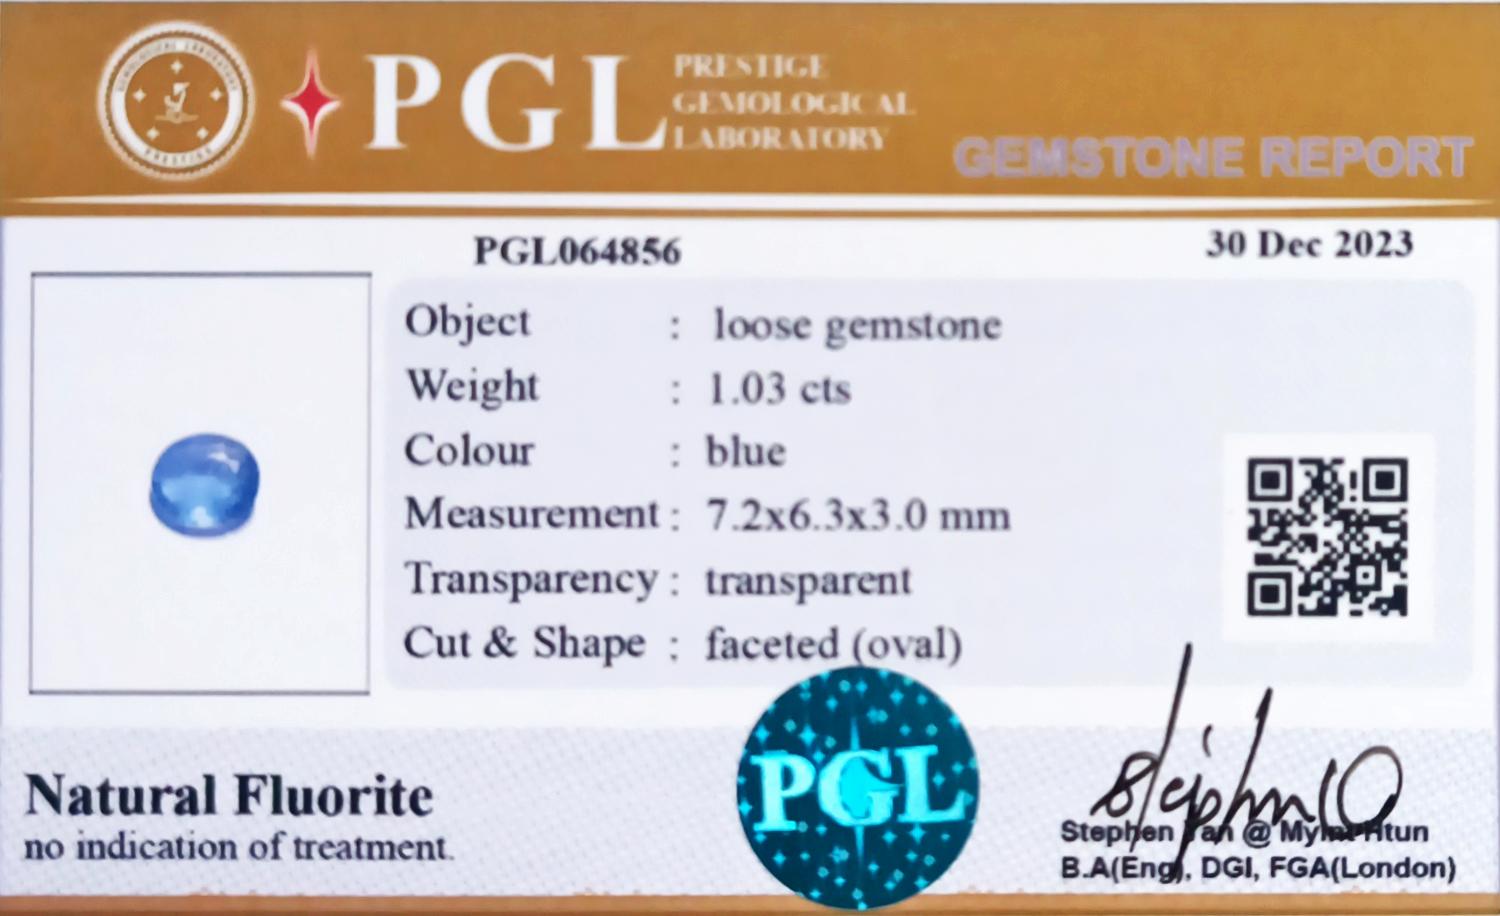 PGL
PRESTIGE
GEMOLOGICAL
LABORATORY
GEMSTONE REPORT
PGL064856
30 Dec 2023
Object : loose gemstone
Weight : 1.03 cts
Colour : blue
Measurement : 7.2x6.3x3.0 mm
Transparency : transparent
Cut & Shape : faceted (oval)
PGL
Natural Fluorite
no indication of treatment.
Stephen @
B.A(Eng), DGI, FGA(London)